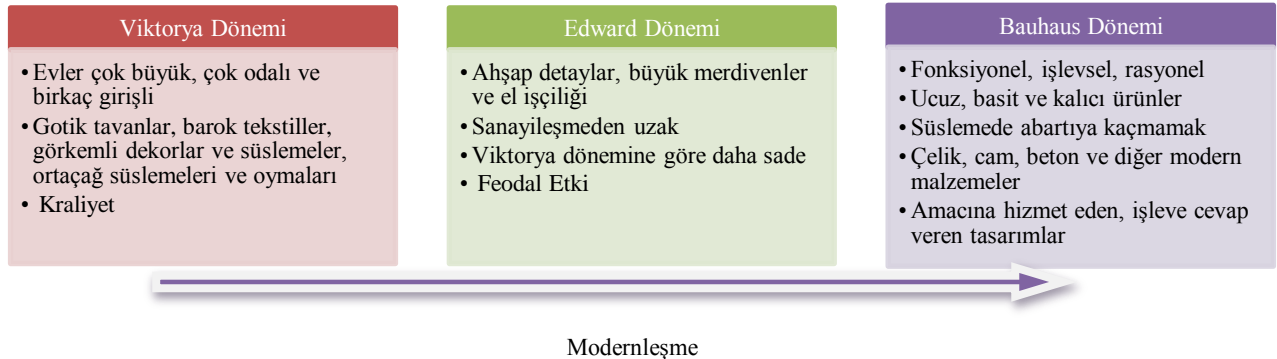 Viktorya Dönemi
• Evler çok büyük, çok odalı ve
birkaç girişli
• Gotik tavanlar, barok tekstiller,
görkemli dekorlar ve süslemeler,
ortaçağ süslemeleri ve oymaları
• Kraliyet
Edward Dönemi
• Ahşap detaylar, büyük merdivenler
ve el işçiliği
• Sanayileşmeden uzak
• Viktorya dönemine göre daha sade
• Feodal Etki
Bauhaus Dönemi
• Fonksiyonel, işlevsel, rasyonel
• Ucuz, basit ve kalıcı ürünler
• Süslemede abartıya kaçmamak
• Çelik, cam, beton ve diğer modern
malzemeler
• Amacına hizmet eden, işleve cevap
veren tasarımlar
Modernleşme